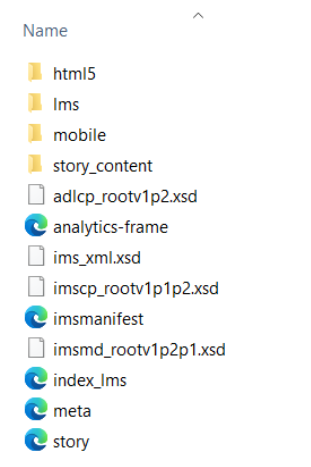 Name
html5
lms
mobile
story_content
adlcp_rootv1p2.xsd
analytics-frame
ims_xml.xsd
imscp_rootv1p1p2.xsd
imsmanifest
imsmd_rootv1p2p1.xsd
index_lms
meta
story